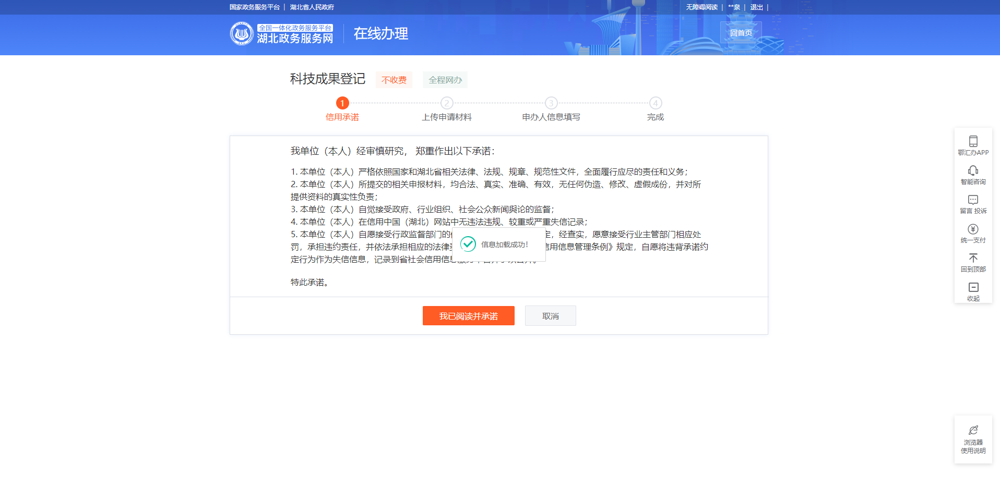 国家政务服务平台 | 湖北省人民政府
无障碍阅读 | **泉 | 退出 |
全国一体化政务服务平台
湖北政务服务网
在线办理
回首页
科技成果登记 不收费 全程网办
1 2 3 4
信用承诺 上传申请材料 申办人信息填写 完成
我单位（本人）经审慎研究， 郑重作出以下承诺：
1. 本单位（本人）严格依照国家和湖北省相关法律、法规、规章、规范性文件，全面履行应尽的责任和义务；
2. 本单位（本人）所提交的相关申报材料，均合法、真实、准确、有效，无任何伪造、修改、虚假成份，并对所
提供资料的真实性负责；
3. 本单位（本人）自觉接受政府、行业组织、社会公众新闻舆论的监督；
4. 本单位（本人）在信用中国（湖北）网站中无违法违规、较重或严重失信记录；
5. 本单位（本人）自愿接受行政监督部门的 定，经查实，愿意接受行业主管部门相应处
罚，承担违约责任，并依法承担相应的法律 信用信息管理条例》规定，自愿将违背承诺约
定行为作为失信信息，记录到省社会信用信息
信息加载成功！
特此承诺。
我已阅读并承诺 取消
鄂汇办APP
智能咨询
留言 投诉
统一支付
回到顶部
收起
浏览器
使用说明